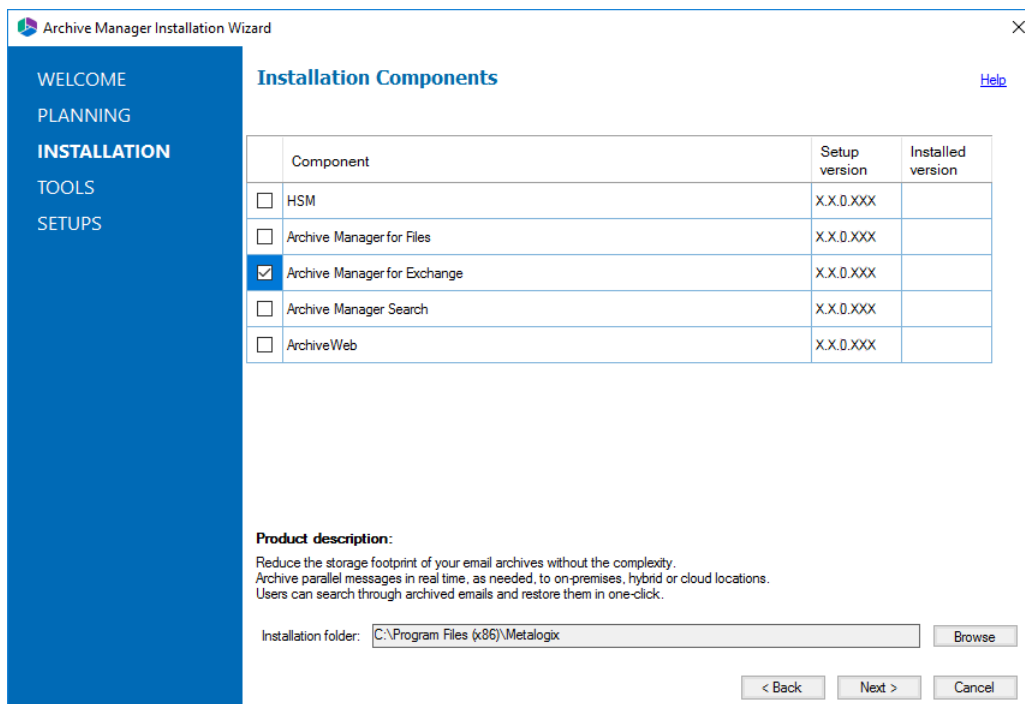 Archive Manager Installation Wizard
WELCOME
PLANNING
INSTALLATION
TOOLS
SETUPS
Installation Components
Help
Component
Setup version
Installed version
HSM X.X.0.XXX
Archive Manager for Files X.X.0.XXX
Archive Manager for Exchange X.X.0.XXX
Archive Manager Search X.X.0.XXX
ArchiveWeb X.X.0.XXX
Product description:
Reduce the storage footprint of your email archives without the complexity.
Archive parallel messages in real time, as needed, to on-premises, hybrid or cloud locations.
Users can search through archived emails and restore them in one-click.
Installation folder: C:\Program Files (x86)\Metalogix Browse
< Back Next > Cancel